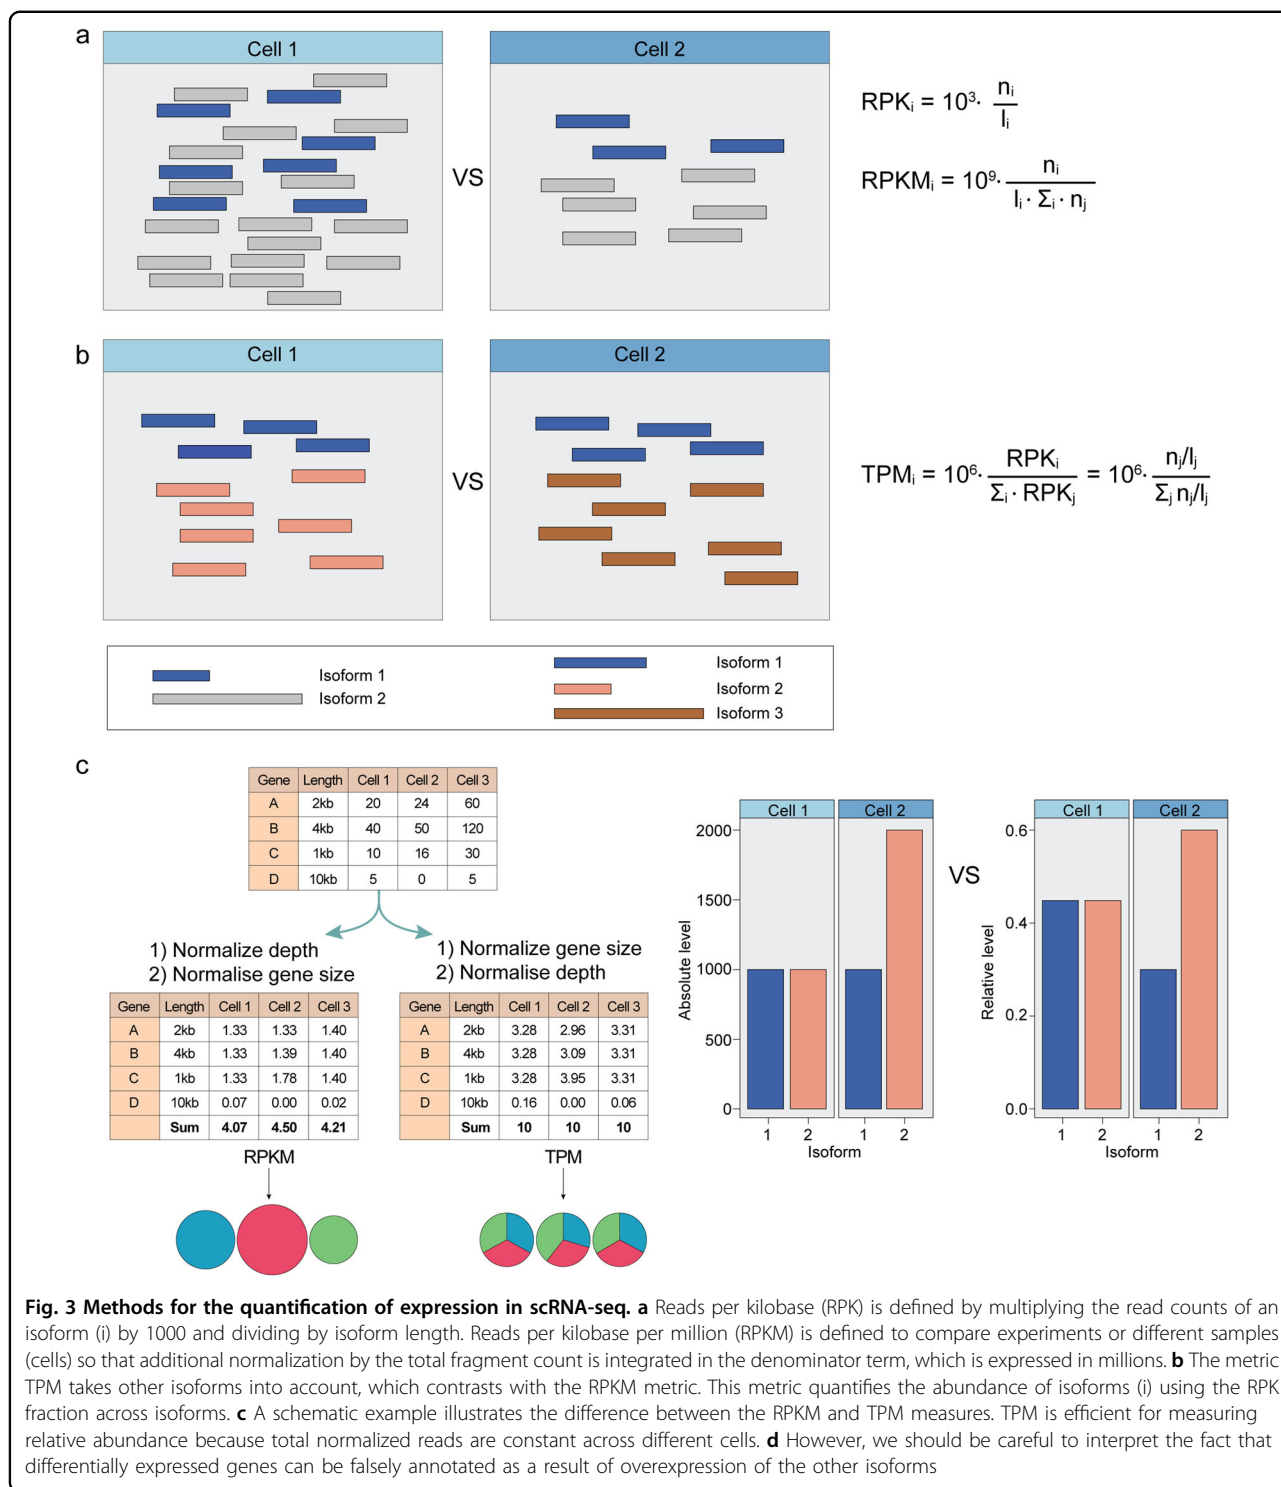 a
Cell 1
Cell 2
VS
RPKᵢ = 10³· nᵢ / lᵢ
RPKMᵢ = 10⁹· nᵢ / lᵢ · Σᵢ · nⱼ
b
Cell 1
Cell 2
VS
TPMᵢ = 10⁶· RPKᵢ / Σᵢ · RPKⱼ = 10⁶· nⱼ/lⱼ / Σⱼ nⱼ/lⱼ
Isoform 1
Isoform 2
Isoform 1
Isoform 2
Isoform 3
c
Gene Length Cell 1 Cell 2 Cell 3
A 2kb 20 24 60
B 4kb 40 50 120
C 1kb 10 16 30
D 10kb 5 0 5
1) Normalize depth
2) Normalise gene size
1) Normalize gene size
2) Normalise depth
Gene Length Cell 1 Cell 2 Cell 3
A 2kb 1.33 1.33 1.40
B 4kb 1.33 1.39 1.40
C 1kb 1.33 1.78 1.40
D 10kb 0.07 0.00 0.02
Sum 4.07 4.50 4.21
RPKM
Gene Length Cell 1 Cell 2 Cell 3
A 2kb 3.28 2.96 3.31
B 4kb 3.28 3.09 3.31
C 1kb 3.28 3.95 3.31
D 10kb 0.16 0.00 0.06
Sum 10 10 10
TPM
Cell 1
Cell 2
Absolute level
2000
1500
1000
500
0
1 2 1 2
Isoform
VS
Cell 1
Cell 2
Relative level
0.6
0.4
0.2
0.0
1 2 1 2
Isoform
Fig. 3 Methods for the quantification of expression in scRNA-seq. a Reads per kilobase (RPK) is defined by multiplying the read counts of an
isoform (i) by 1000 and dividing by isoform length. Reads per kilobase per million (RPKM) is defined to compare experiments or different samples
(cells) so that additional normalization by the total fragment count is integrated in the denominator term, which is expressed in millions. b The metric
TPM takes other isoforms into account, which contrasts with the RPKM metric. This metric quantifies the abundance of isoforms (i) using the RPK
fraction across isoforms. c A schematic example illustrates the difference between the RPKM and TPM measures. TPM is efficient for measuring
relative abundance because total normalized reads are constant across different cells. d However, we should be careful to interpret the fact that
differentially expressed genes can be falsely annotated as a result of overexpression of the other isoforms